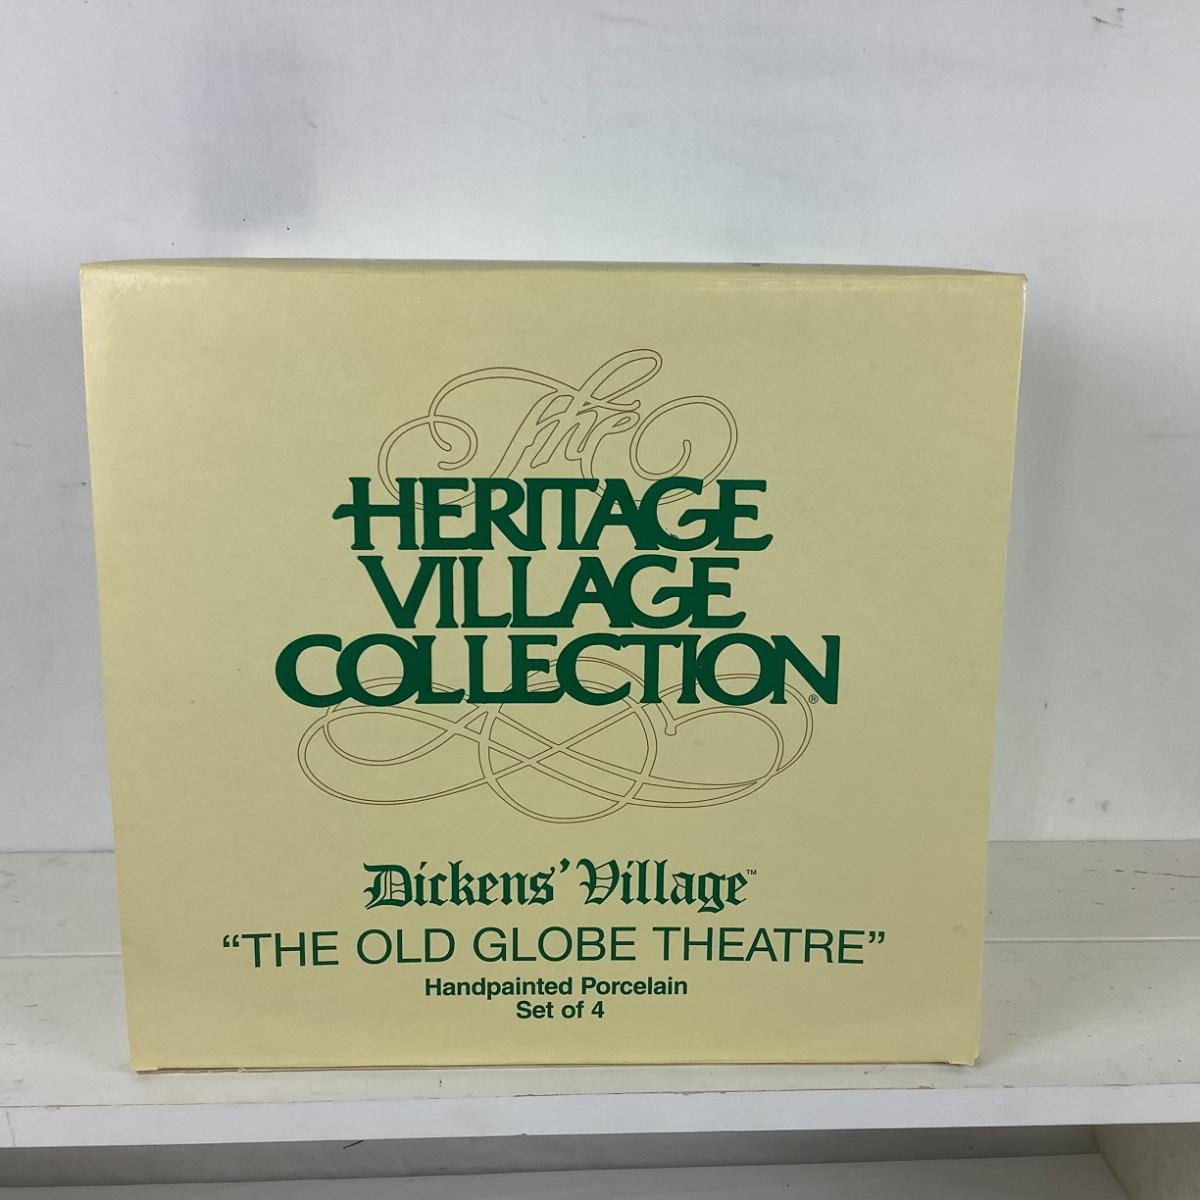 The
HERITAGE
VILLAGE
COLLECTION®
Dickens' Village™
“THE OLD GLOBE THEATRE”
Handpainted Porcelain
Set of 4